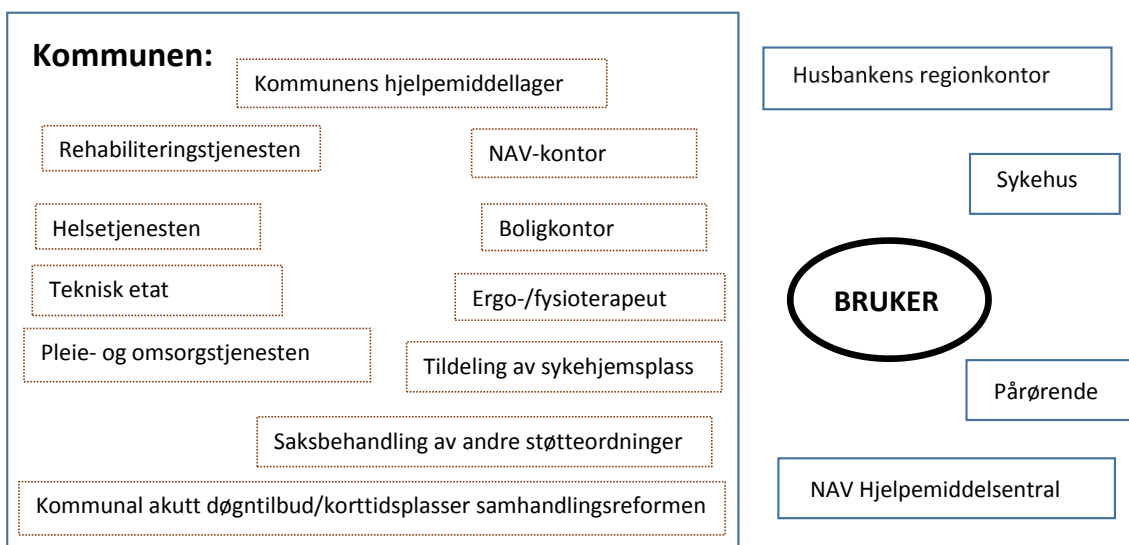 Kommunen:
Kommunens hjelpemiddellager
Rehabiliteringstjenesten
NAV-kontor
Helsetjenesten
Boligkontor
Teknisk etat
Ergo-/fysioterapeut
Pleie- og omsorgstjenesten
Tildeling av sykehjemsplass
Saksbehandling av andre støtteordninger
Kommunal akutt døgntilbud/korttidsplasser samhandlingsreformen
Husbankens regionkontor
Sykehus
BRUKER
Pårørende
NAV Hjelpemiddelsentral